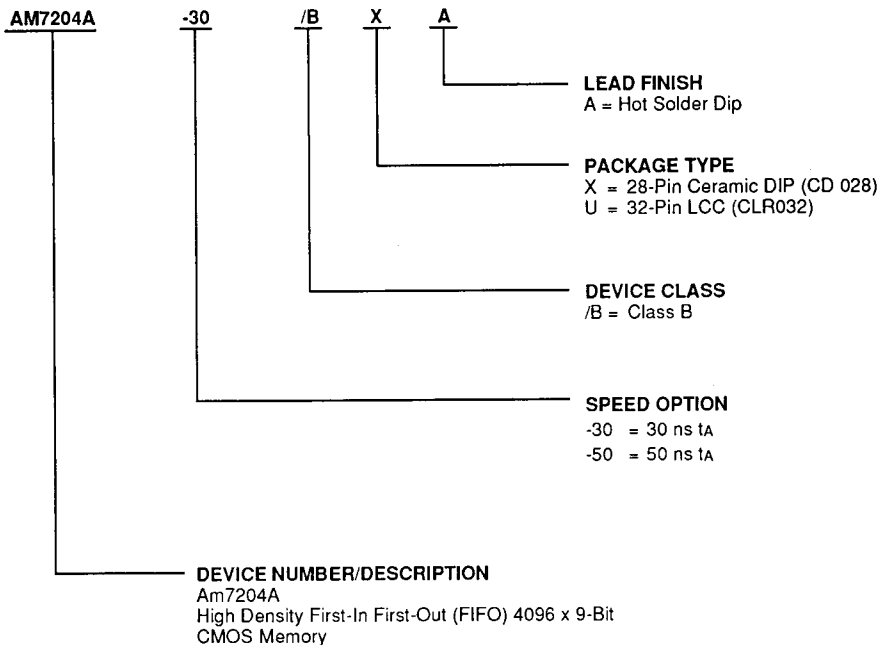 AM7204A -30 /B X A
LEAD FINISH
A = Hot Solder Dip
PACKAGE TYPE
X = 28-Pin Ceramic DIP (CD 028)
U = 32-Pin LCC (CLR032)
DEVICE CLASS
/B = Class B
SPEED OPTION
-30 = 30 ns tA
-50 = 50 ns tA
DEVICE NUMBER/DESCRIPTION
Am7204A
High Density First-In First-Out (FIFO) 4096 x 9-Bit
CMOS Memory